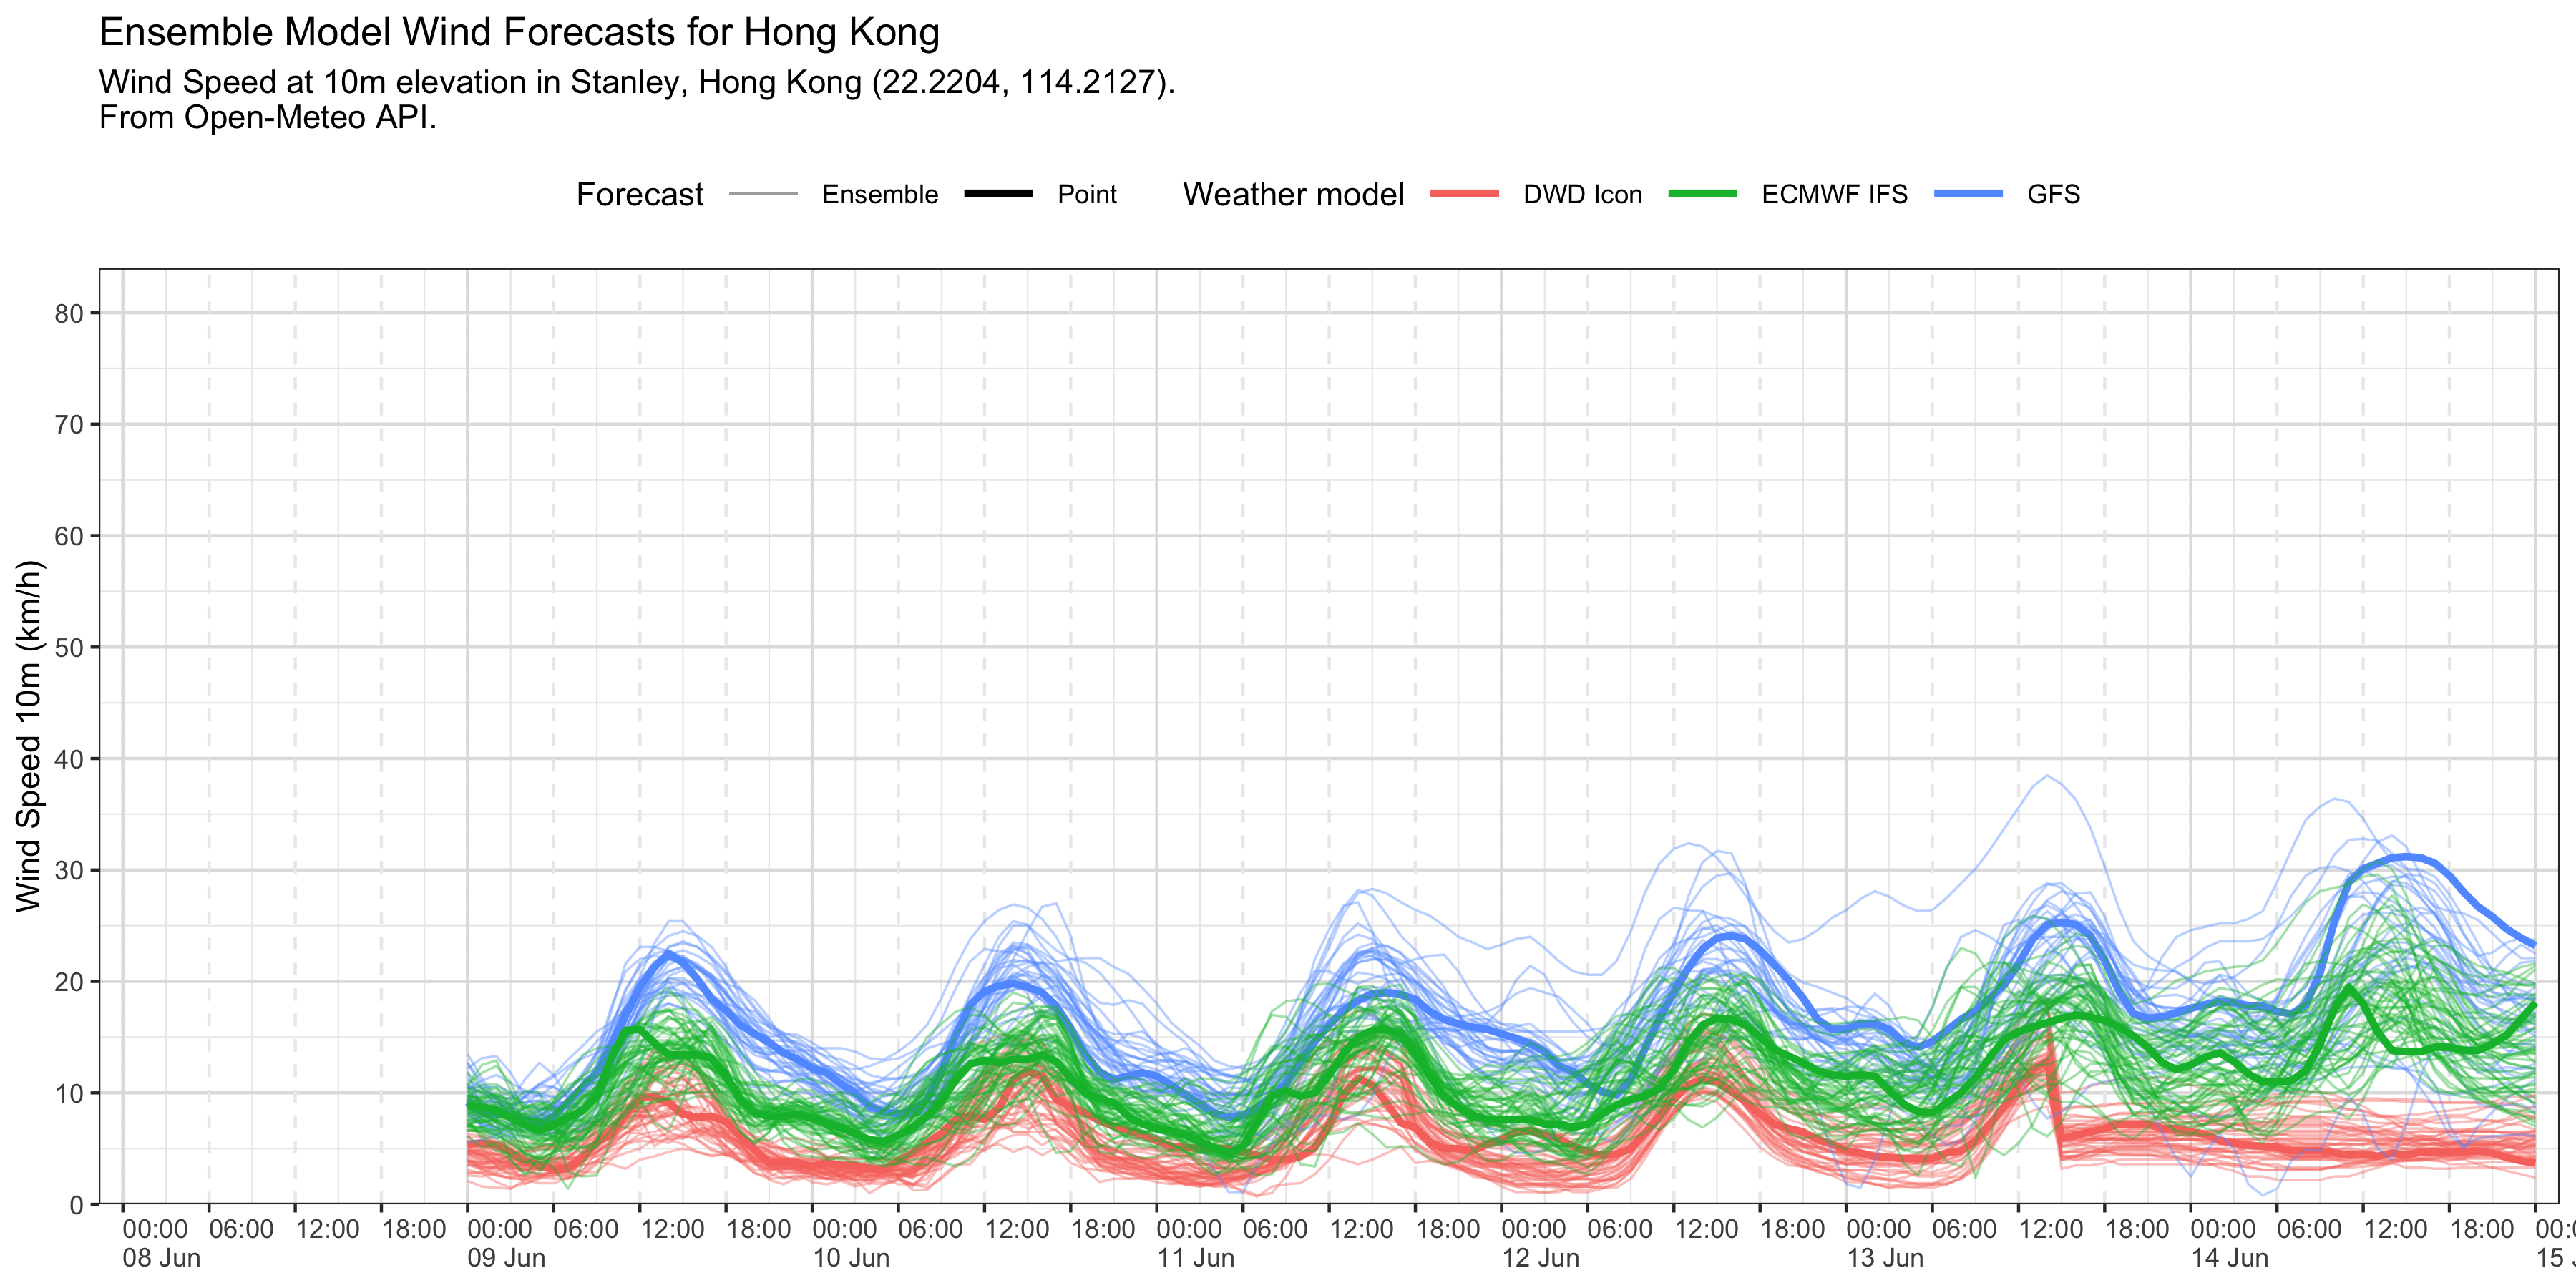 Ensemble Model Wind Forecasts for Hong Kong
Wind Speed at 10m elevation in Stanley, Hong Kong (22.2204, 114.2127).
From Open-Meteo API.
Forecast Ensemble Point Weather model DWD Icon ECMWF IFS GFS
Wind Speed 10m (km/h)
80
70
60
50
40
30
20
10
0
00:00 06:00 12:00 18:00 00:00 06:00 12:00 18:00 00:00 06:00 12:00 18:00 00:00 06:00 12:00 18:00 00:00 06:00 12:00 18:00 00:00 06:00 12:00 18:00 00:00 06:00 12:00 18:00 00:0
08 Jun 09 Jun 10 Jun 11 Jun 12 Jun 13 Jun 14 Jun 15 J